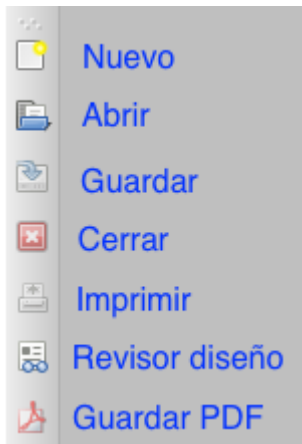 Nuevo
Abrir
Guardar
Cerrar
Imprimir
Revisor diseño
Guardar PDF